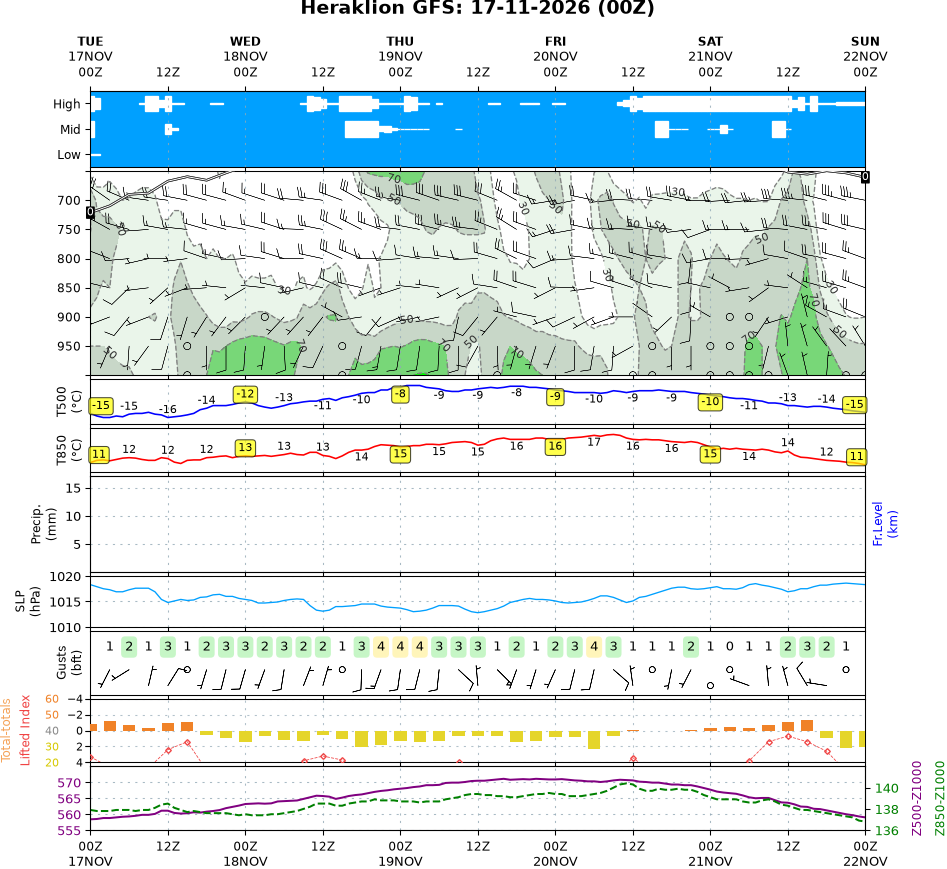 Heraklion GFS: 17-11-2026 (00Z)
TUE WED THU FRI SAT SUN
17NOV 18NOV 19NOV 20NOV 21NOV 22NOV
00Z 12Z 00Z 12Z 00Z 12Z 00Z 12Z 00Z 12Z 00Z
High
Mid
Low
700
750
800
850
900
950
0 0
T500 (°C)
-15 -15 -16 -14 -12 -13 -11 -10 -8 -9 -9 -8 -9 -10 -9 -9 -10 -11 -13 -14 -15
T850 (°C)
11 12 12 12 13 13 13 14 15 15 15 16 16 17 16 16 15 14 14 12 11
Precip. (mm)
15
10
5
Fr.Level (km)
SLP (hPa)
1020
1015
1010
Gusts (bft)
1 2 1 3 1 2 3 3 2 3 2 2 1 3 4 4 4 3 3 3 1 2 1 2 3 4 3 1 1 1 2 1 0 1 1 2 3 2 1
Total-totals
Lifted Index
60 -4
50 -2
40 0
30 2
20 4
570
565
560
555
140
138
136
Z500-Z1000
Z850-Z1000
00Z 12Z 00Z 12Z 00Z 12Z 00Z 12Z 00Z 12Z 00Z
17NOV 18NOV 19NOV 20NOV 21NOV 22NOV